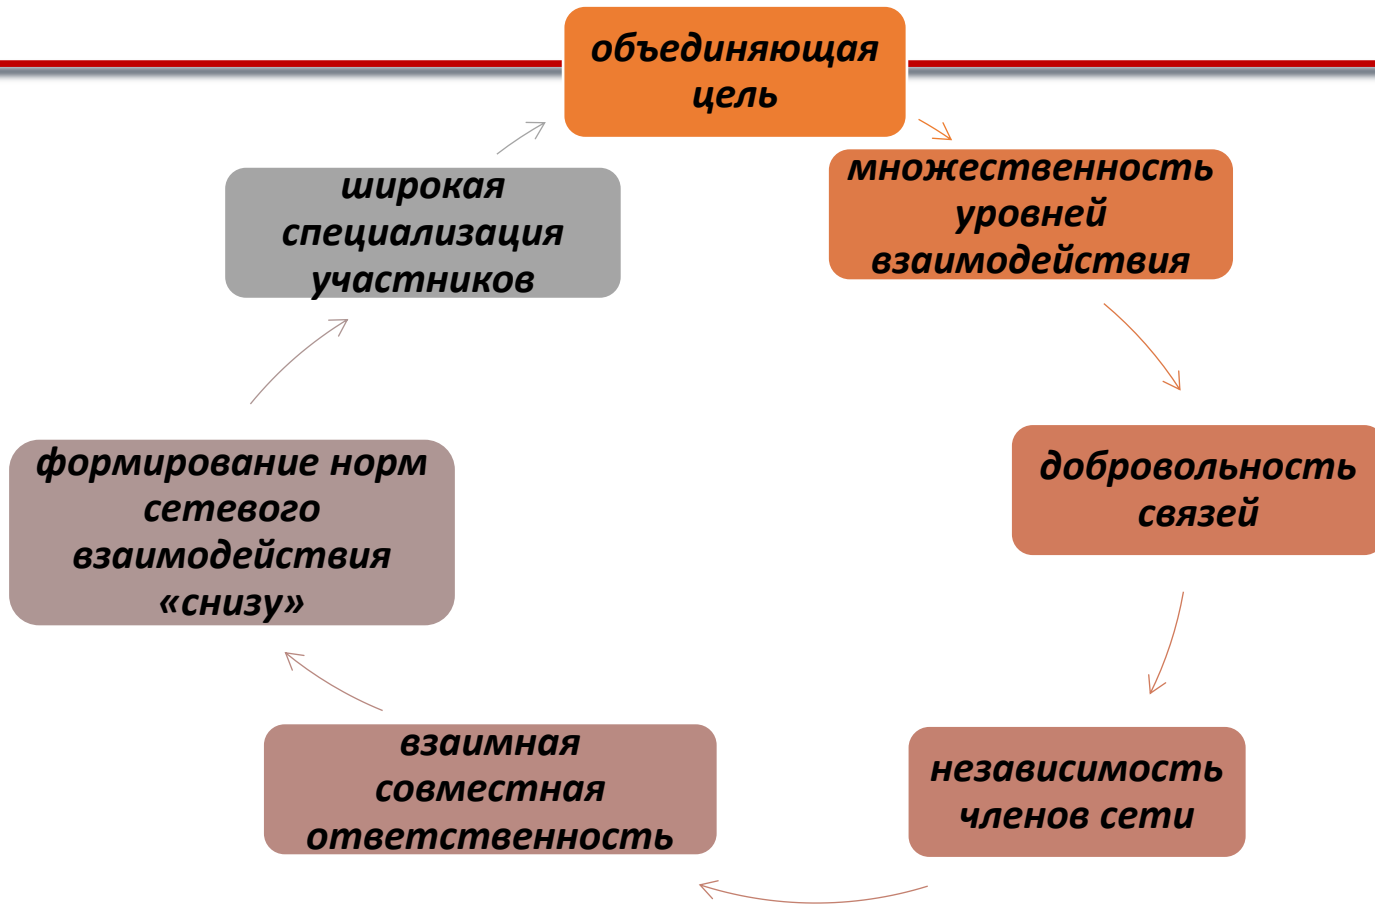 объединяющая
цель
множественность
уровней
взаимодействия
добровольность
связей
независимость
членов сети
взаимная
совместная
ответственность
формирование норм
сетевого
взаимодействия
«снизу»
широкая
специализация
участников